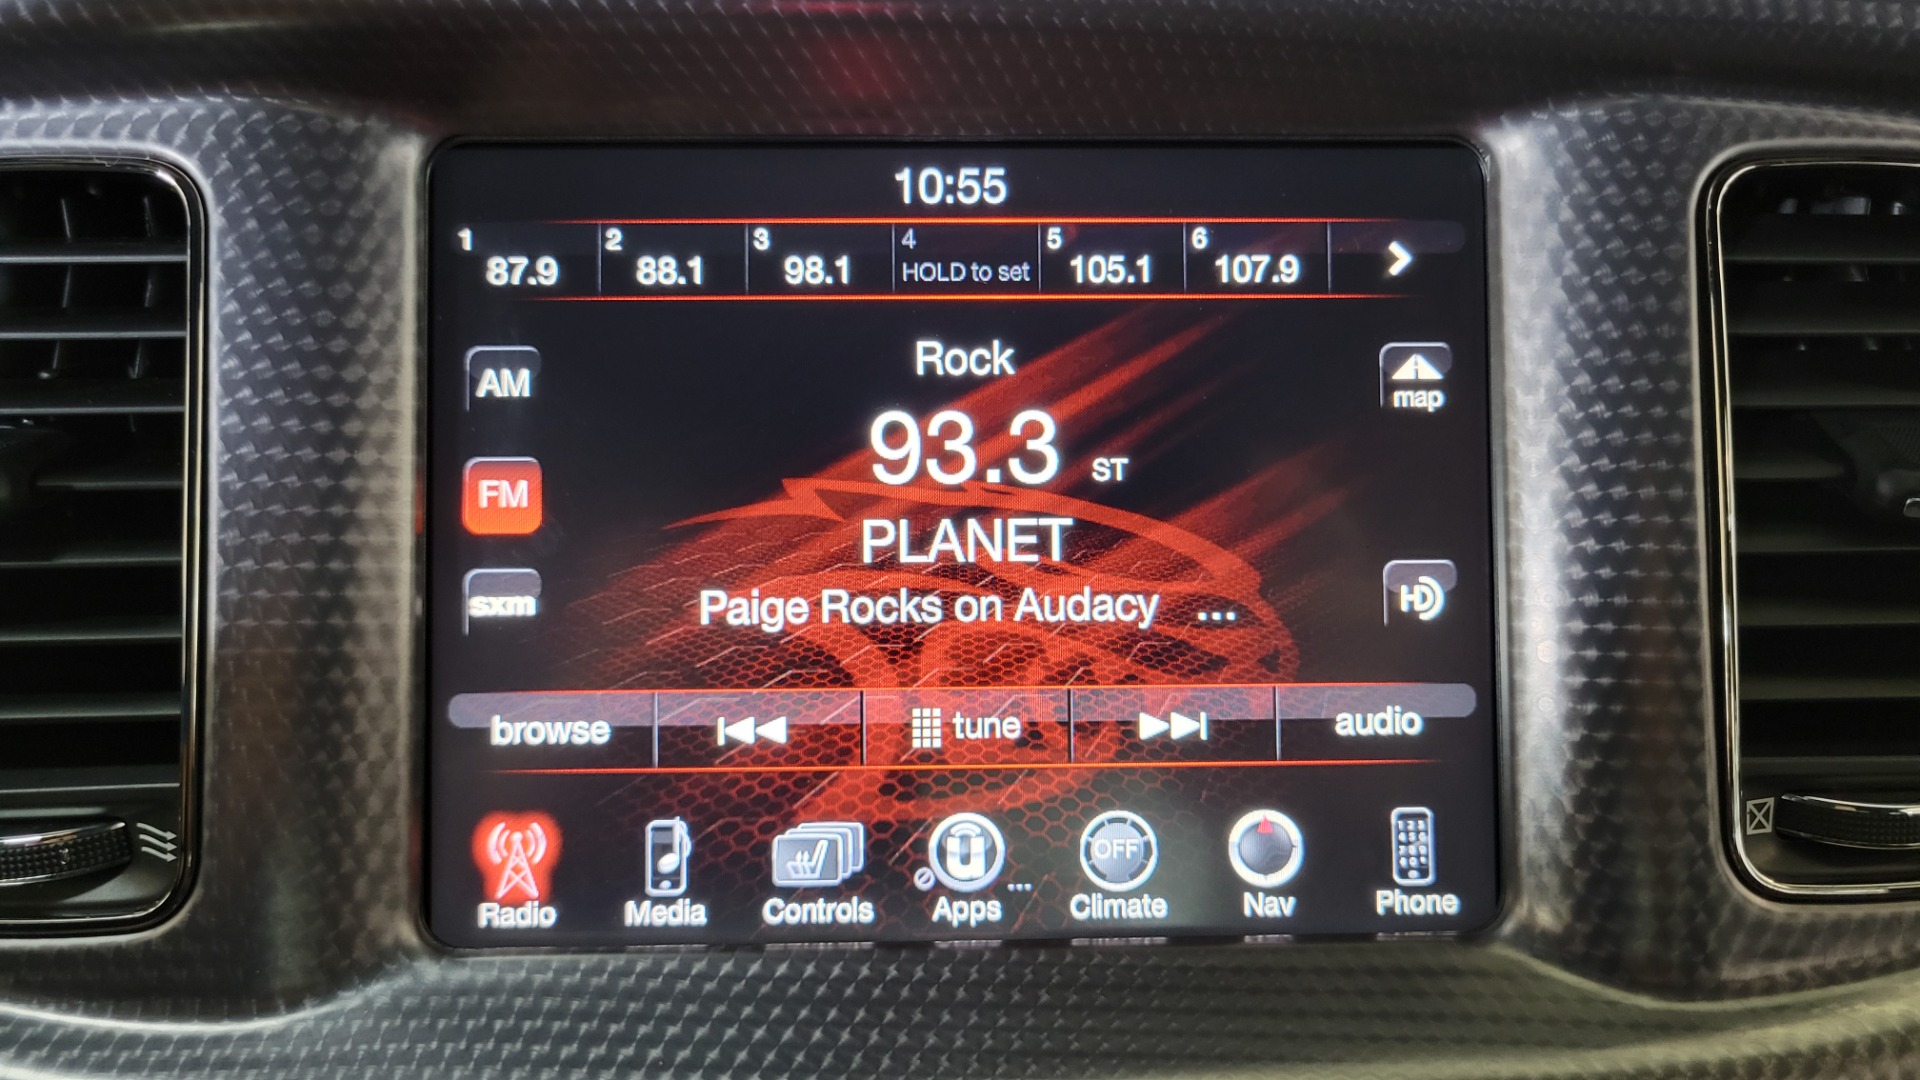 10:55
1 87.9 2 88.1 3 98.1 4 HOLD to set 5 105.1 6 107.9
Rock
AM
map
93.3 ST
FM
PLANET
sxm
Paige Rocks on Audacy ...
HD
browse tune audio
OFF
Radio Media Controls Apps ... Climate Nav Phone